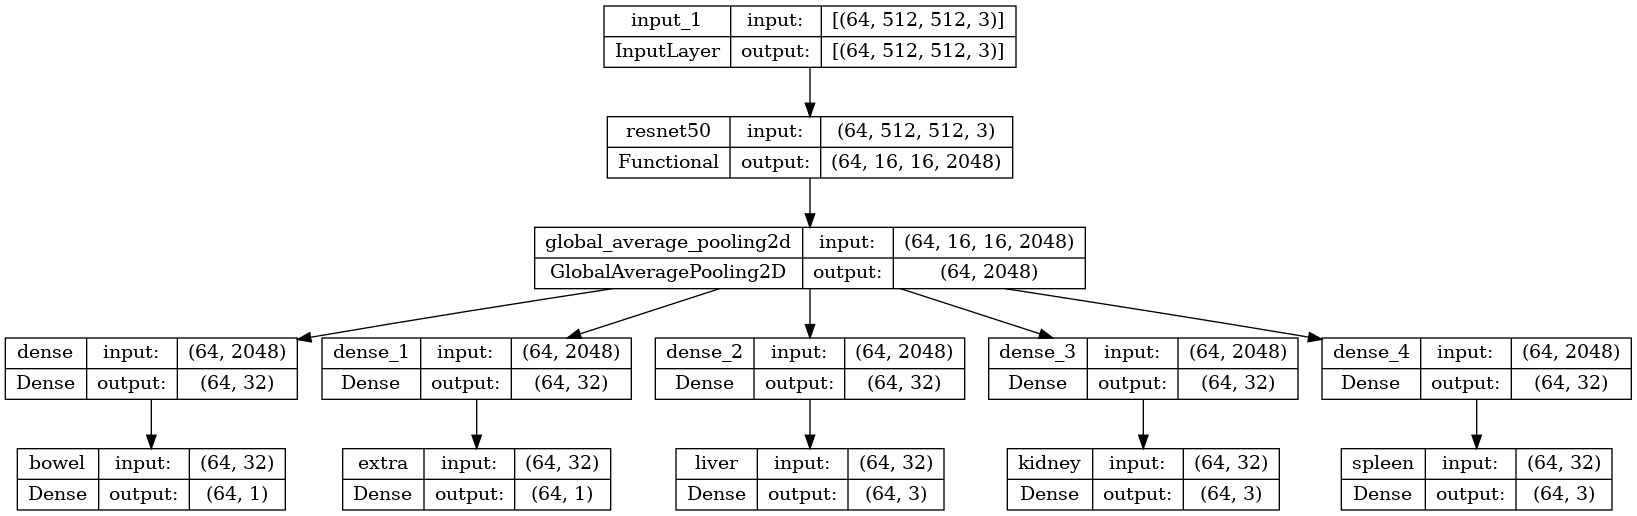 input_1 input: [(64, 512, 512, 3)]
InputLayer output: [(64, 512, 512, 3)]
resnet50 input: (64, 512, 512, 3)
Functional output: (64, 16, 16, 2048)
global_average_pooling2d input: (64, 16, 16, 2048)
GlobalAveragePooling2D output: (64, 2048)
dense input: (64, 2048)
Dense output: (64, 32)
dense_1 input: (64, 2048)
Dense output: (64, 32)
dense_2 input: (64, 2048)
Dense output: (64, 32)
dense_3 input: (64, 2048)
Dense output: (64, 32)
dense_4 input: (64, 2048)
Dense output: (64, 32)
bowel input: (64, 32)
Dense output: (64, 1)
extra input: (64, 32)
Dense output: (64, 1)
liver input: (64, 32)
Dense output: (64, 3)
kidney input: (64, 32)
Dense output: (64, 3)
spleen input: (64, 32)
Dense output: (64, 3)